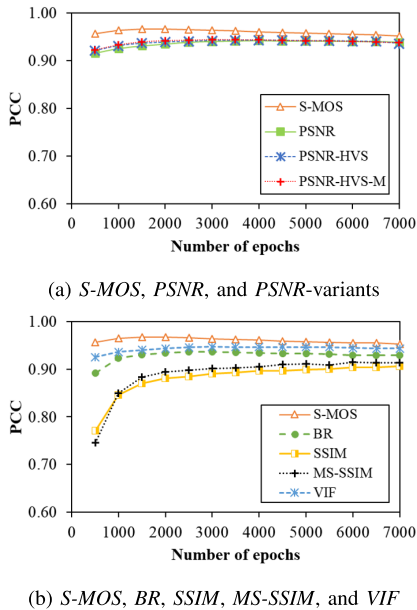 1.00
0.90
0.80
0.70
0.60
PCC
S-MOS
PSNR
PSNR-HVS
PSNR-HVS-M
0 1000 2000 3000 4000 5000 6000 7000
Number of epochs
(a) S-MOS, PSNR, and PSNR-variants
1.00
0.90
0.80
0.70
0.60
PCC
S-MOS
BR
SSIM
MS-SSIM
VIF
0 1000 2000 3000 4000 5000 6000 7000
Number of epochs
(b) S-MOS, BR, SSIM, MS-SSIM, and VIF